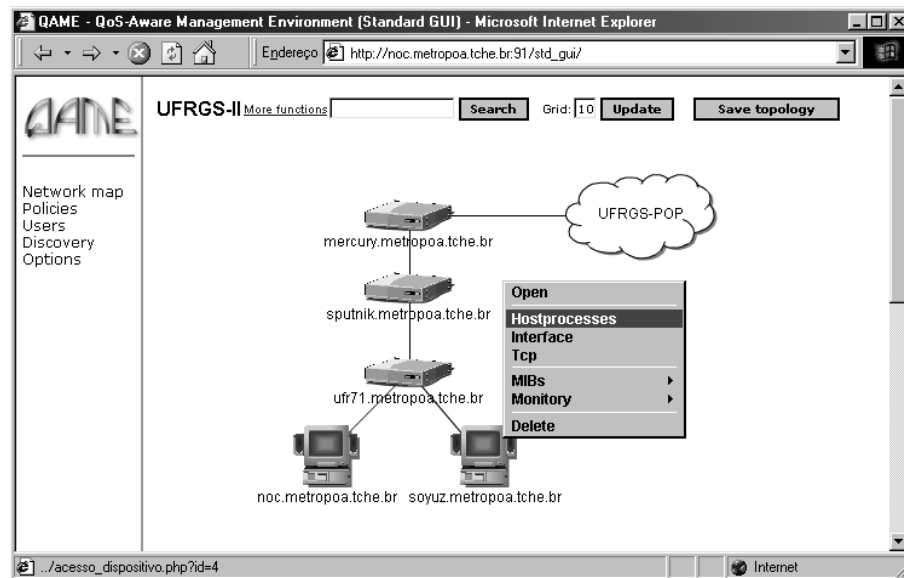 QAME - QoS-Aware Management Environment (Standard GUI) - Microsoft Internet Explorer
Endereço http://noc.metropoa.tche.br:91/std_gui/
QAME
UFRGS-II More functions Search Grid: 10 Update Save topology
Network map
Policies
Users
Discovery
Options
UFRGS-POP
mercury.metropoa.tche.br
sputnik.metropoa.tche.br
ufr71.metropoa.tche.br
noc.metropoa.tche.br soyuz.metropoa.tche.br
Open
Hostprocesses
Interface
Tcp
MIBs
Monitory
Delete
../acesso_dispositivo.php?id=4 Internet